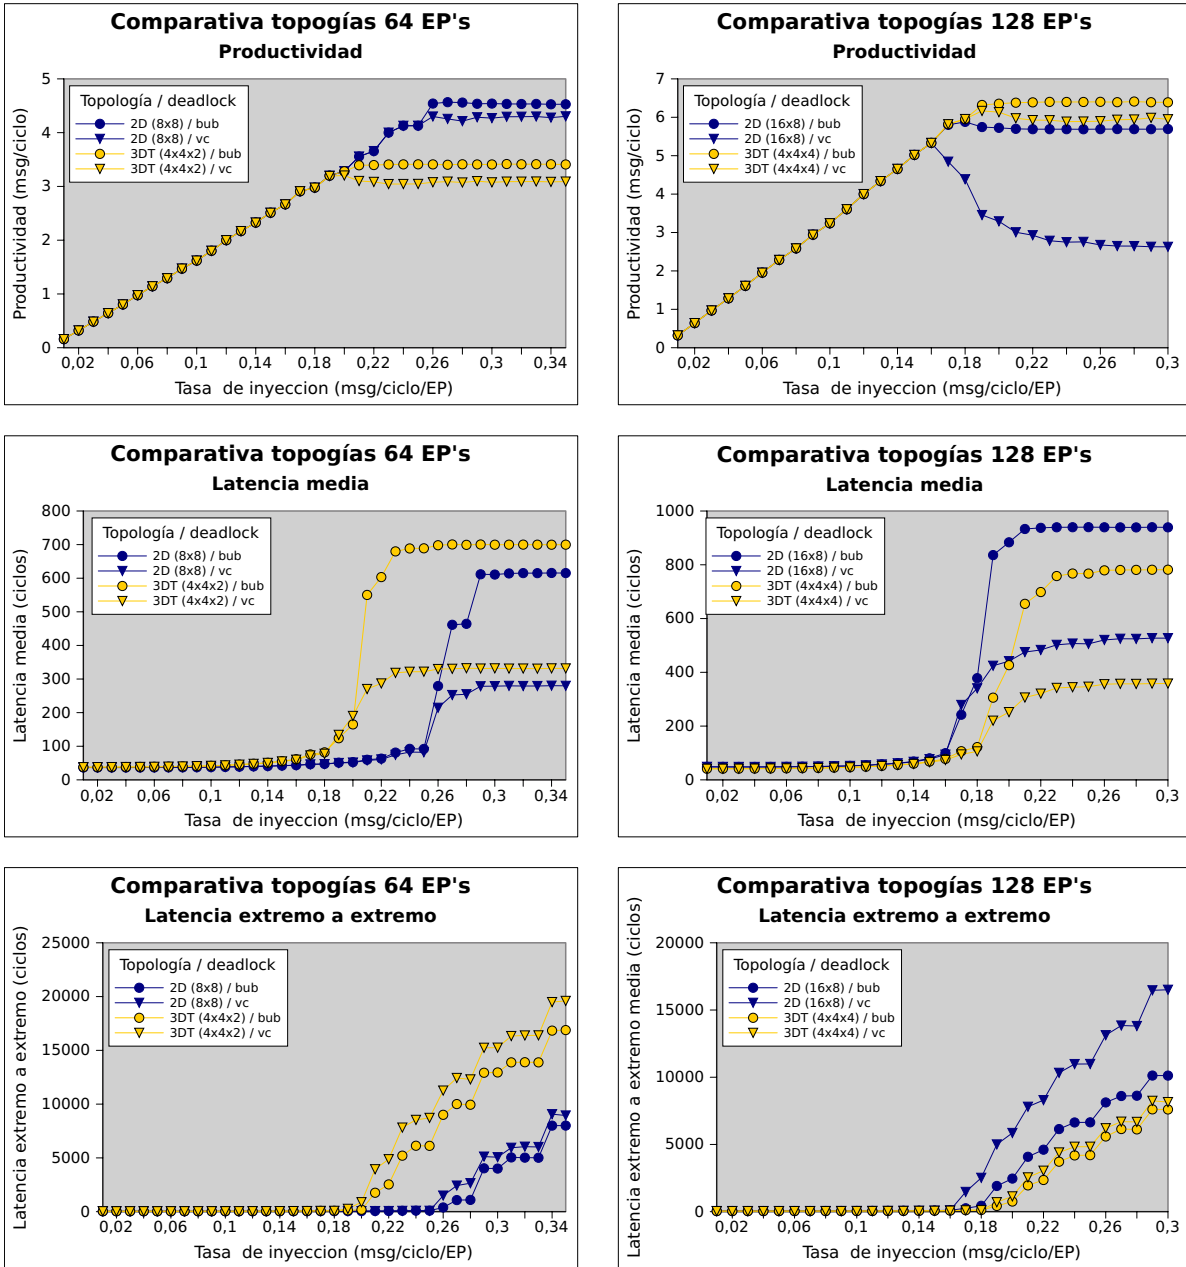 Comparativa topogías 64 EP's
Productividad
Productividad (msg/ciclo)
5
4
3
2
1
0
Topología / deadlock
2D (8x8) / bub
2D (8x8) / vc
3DT (4x4x2) / bub
3DT (4x4x2) / vc
0,02 0,06 0,1 0,14 0,18 0,22 0,26 0,3 0,34
Tasa de inyeccion (msg/ciclo/EP)
Comparativa topogías 128 EP's
Productividad
Productividad (msg/ciclo)
7
6
5
4
3
2
1
0
Topología / deadlock
2D (16x8) / bub
2D (16x8) / vc
3DT (4x4x4) / bub
3DT (4x4x4) / vc
0,02 0,06 0,1 0,14 0,18 0,22 0,26 0,3
Tasa de inyeccion (msg/ciclo/EP)
Comparativa topogías 64 EP's
Latencia media
Latencia media (ciclos)
800
700
600
500
400
300
200
100
0
Topología / deadlock
2D (8x8) / bub
2D (8x8) / vc
3DT (4x4x2) / bub
3DT (4x4x2) / vc
0,02 0,06 0,1 0,14 0,18 0,22 0,26 0,3 0,34
Tasa de inyeccion (msg/ciclo/EP)
Comparativa topogías 128 EP's
Latencia media
Latencia media (ciclos)
1000
800
600
400
200
0
Topología / deadlock
2D (16x8) / bub
2D (16x8) / vc
3DT (4x4x4) / bub
3DT (4x4x4) / vc
0,02 0,06 0,1 0,14 0,18 0,22 0,26 0,3
Tasa de inyeccion (msg/ciclo/EP)
Comparativa topogías 64 EP's
Latencia extremo a extremo
Latencia extremo a extremo (ciclos)
25000
20000
15000
10000
5000
0
Topología / deadlock
2D (8x8) / bub
2D (8x8) / vc
3DT (4x4x2) / bub
3DT (4x4x2) / vc
0,02 0,06 0,1 0,14 0,18 0,22 0,26 0,3 0,34
Tasa de inyeccion (msg/ciclo/EP)
Comparativa topogías 128 EP's
Latencia extremo a extremo
Latencia extremo a extremo media (ciclos)
20000
15000
10000
5000
0
Topología / deadlock
2D (16x8) / bub
2D (16x8) / vc
3DT (4x4x4) / bub
3DT (4x4x4) / vc
0,02 0,06 0,1 0,14 0,18 0,22 0,26 0,3
Tasa de inyeccion (msg/ciclo/EP)